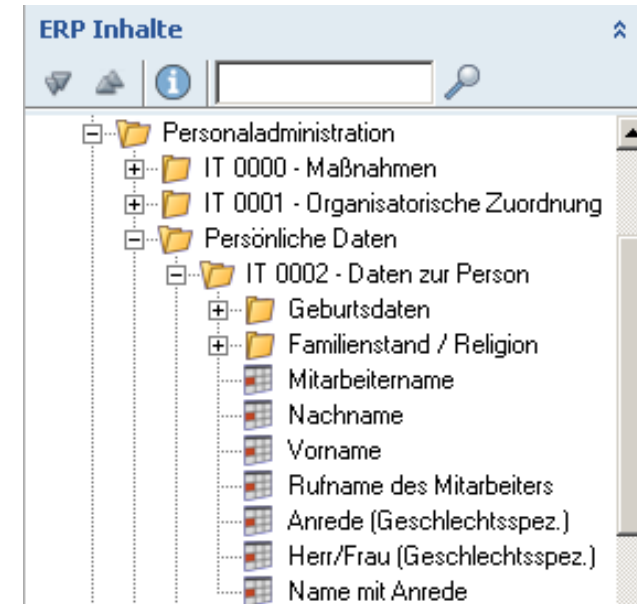 ERP Inhalte
Personaladministration
IT 0000 - Maßnahmen
IT 0001 - Organisatorische Zuordnung
Persönliche Daten
IT 0002 - Daten zur Person
Geburtsdaten
Familienstand / Religion
Mitarbeitername
Nachname
Vorname
Rufname des Mitarbeiters
Anrede (Geschlechtsspez.)
Herr/Frau (Geschlechtsspez.)
Name mit Anrede